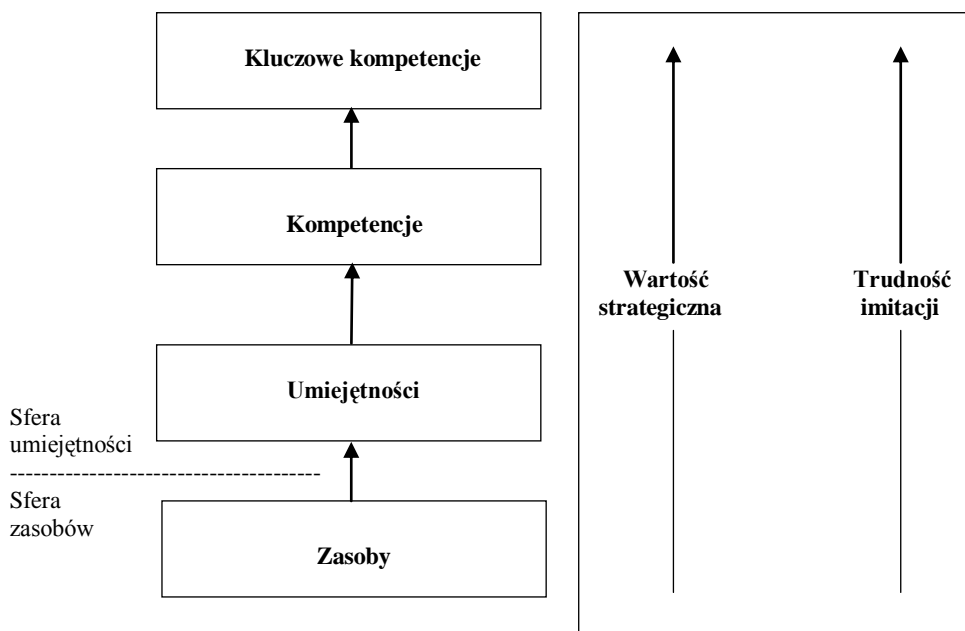 Kluczowe kompetencje
Kompetencje
Wartość
strategiczna
Trudność
imitacji
Umiejętności
Sfera
umiejętności
Sfera
zasobów
Zasoby